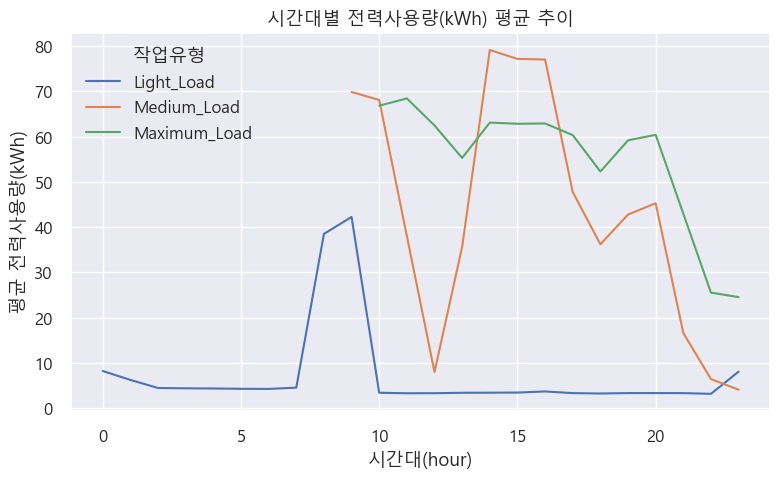 시간대별 전력사용량(kWh) 평균 추이
작업유형
Light_Load
Medium_Load
Maximum_Load
평균 전력사용량(kWh)
80
70
60
50
40
30
20
10
0
0 5 10 15 20
시간대(hour)